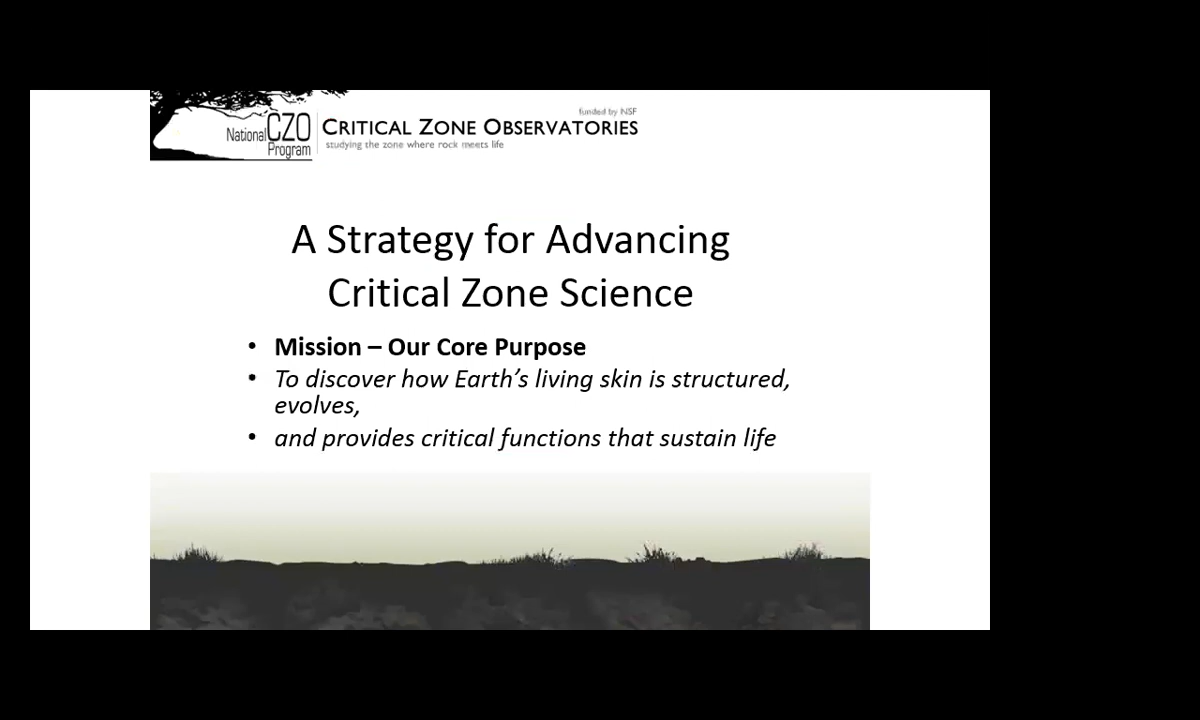 funded by NSF
National CZO Program
CRITICAL ZONE OBSERVATORIES
studying the zone where rock meets life
A Strategy for Advancing
Critical Zone Science
• Mission – Our Core Purpose
• To discover how Earth's living skin is structured,
evolves,
• and provides critical functions that sustain life